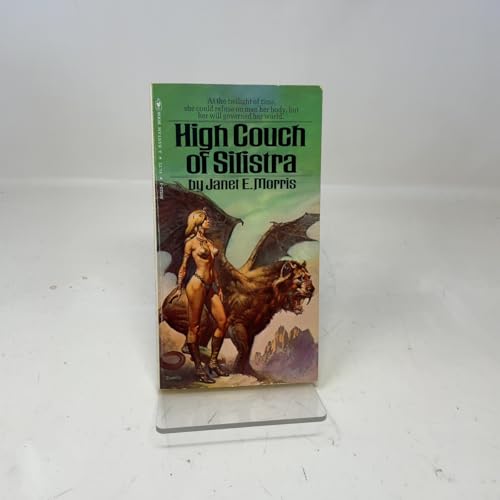 At the twilight of time,
she could refuse no man her body, but
her will governed her world.
High Couch
of Silistra
by Janet E. Morris